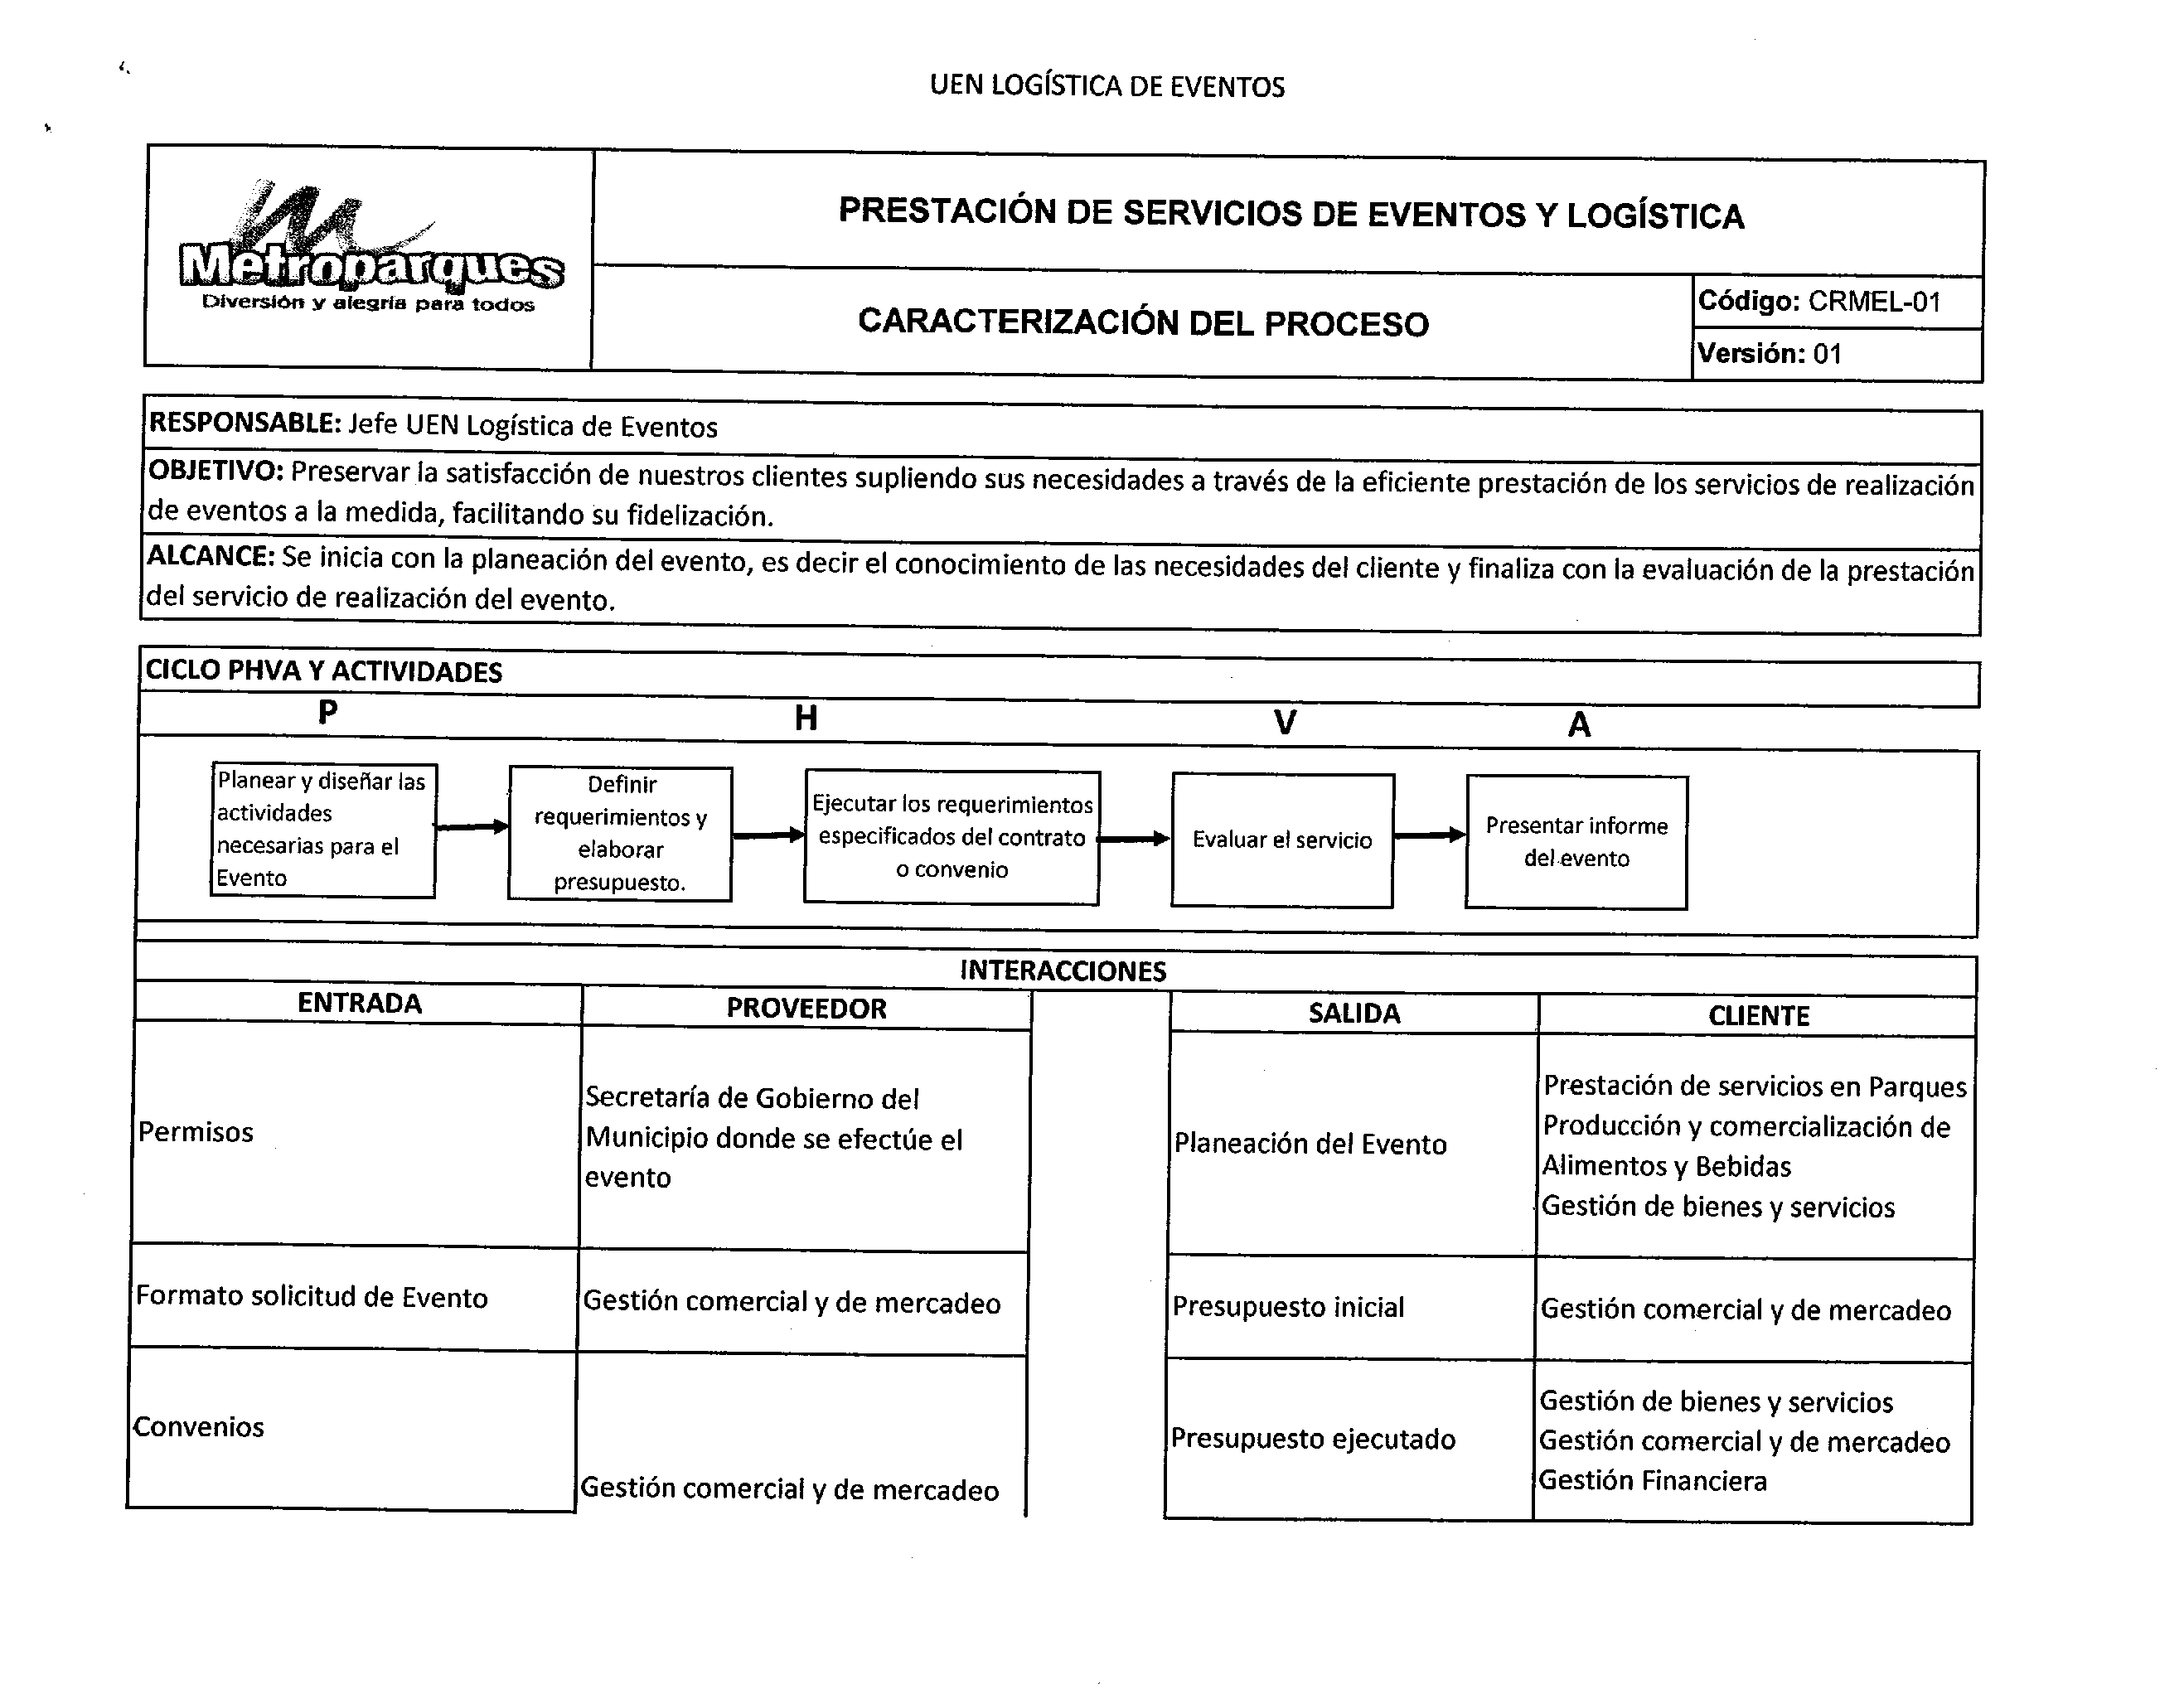 UEN LOGÍSTICA DE EVENTOS
Metroparques
Diversión y alegría para todos
PRESTACIÓN DE SERVICIOS DE EVENTOS Y LOGÍSTICA
CARACTERIZACIÓN DEL PROCESO
Código: CRMEL-01
Versión: 01
RESPONSABLE: Jefe UEN Logística de Eventos
OBJETIVO: Preservar la satisfacción de nuestros clientes supliendo sus necesidades a través de la eficiente prestación de los servicios de realización
de eventos a la medida, facilitando su fidelización.
ALCANCE: Se inicia con la planeación del evento, es decir el conocimiento de las necesidades del cliente y finaliza con la evaluación de la prestación
del servicio de realización del evento.
CICLO PHVA Y ACTIVIDADES
P H V A
Planear y diseñar las
actividades
necesarias para el
Evento
Definir
requerimientos y
elaborar
presupuesto.
Ejecutar los requerimientos
especificados del contrato
o convenio
Evaluar el servicio
Presentar informe
del evento
INTERACCIONES
ENTRADA PROVEEDOR SALIDA CLIENTE
Permisos
Secretaría de Gobierno del
Municipio donde se efectúe el
evento
Planeación del Evento
Prestación de servicios en Parques
Producción y comercialización de
Alimentos y Bebidas
Gestión de bienes y servicios
Formato solicitud de Evento
Gestión comercial y de mercadeo
Presupuesto inicial
Gestión comercial y de mercadeo
Convenios
Gestión comercial y de mercadeo
Presupuesto ejecutado
Gestión de bienes y servicios
Gestión comercial y de mercadeo
Gestión Financiera